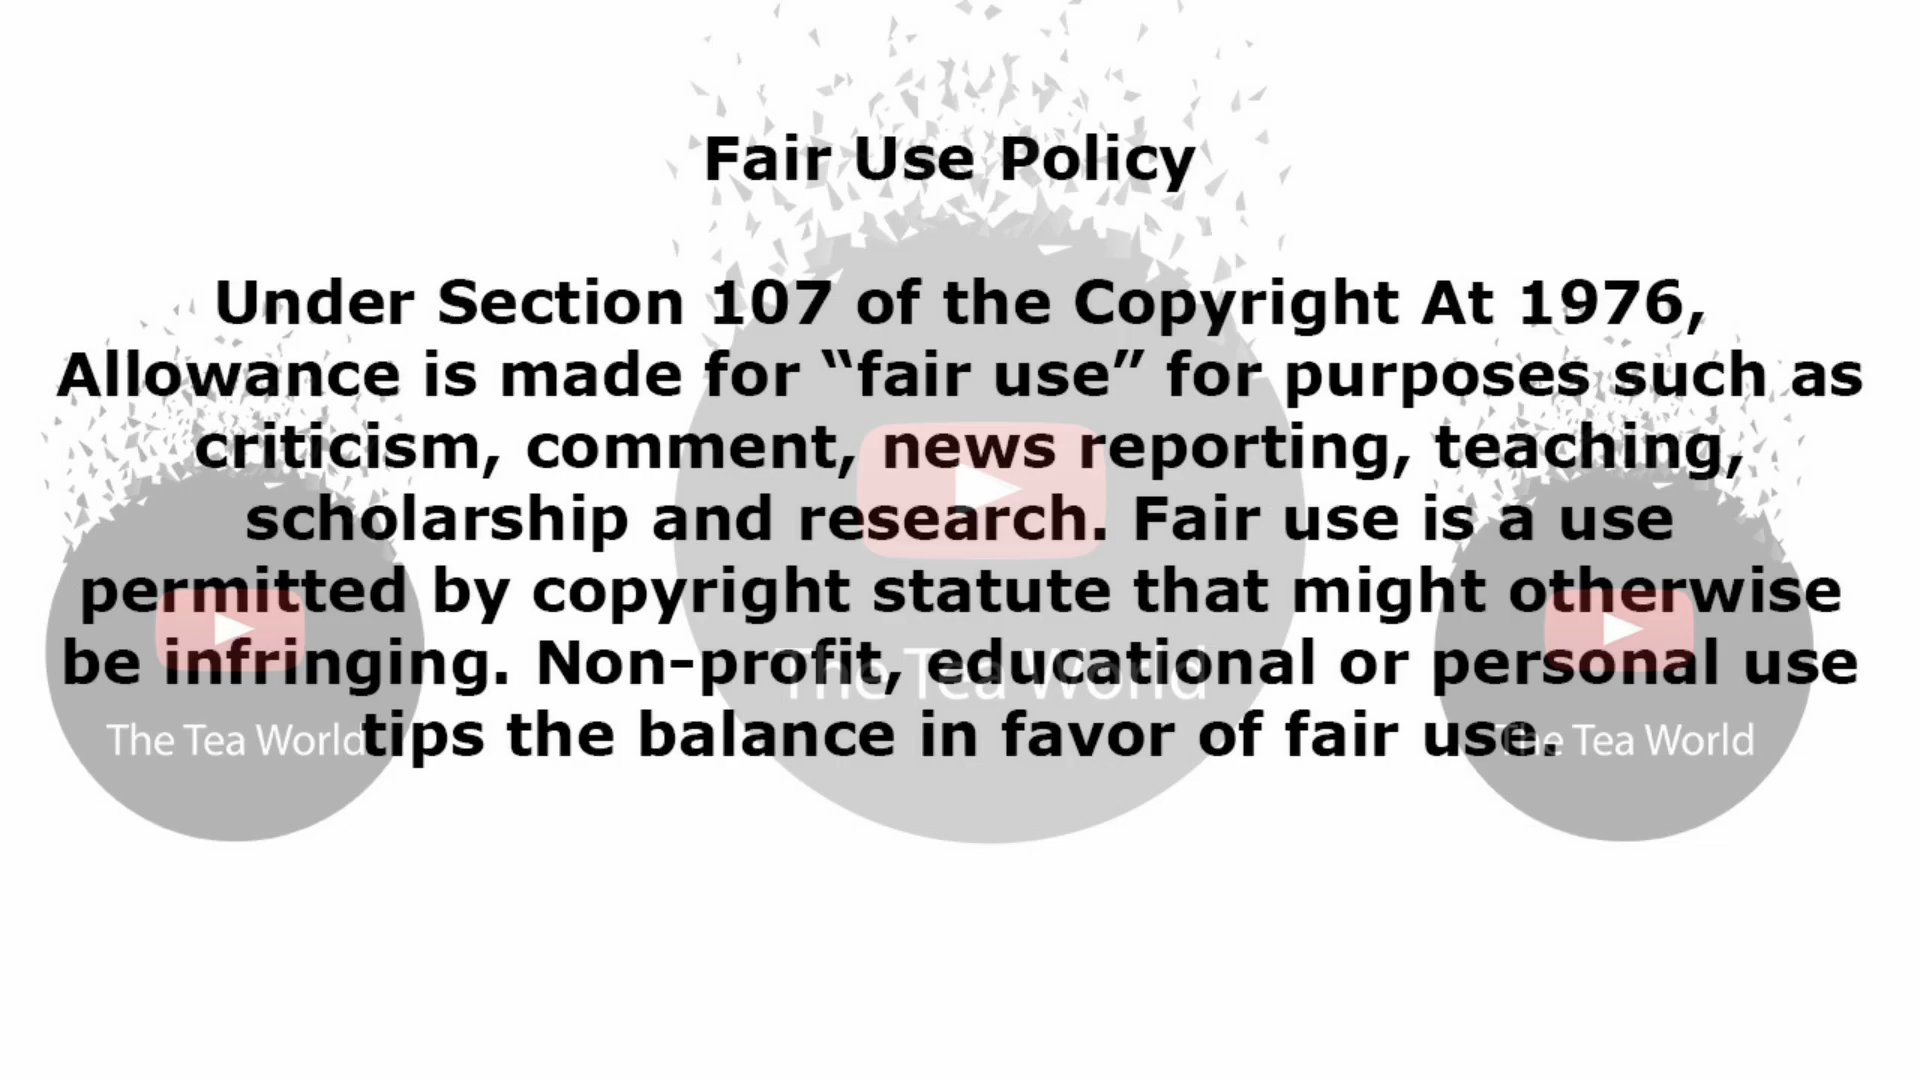 Fair Use Policy
Under Section 107 of the Copyright At 1976,
Allowance is made for “fair use” for purposes such as
criticism, comment, news reporting, teaching,
scholarship and research. Fair use is a use
permitted by copyright statute that might otherwise
be infringing. Non-profit, educational or personal use
tips the balance in favor of fair use.
The Tea World
The Tea World
The Tea World